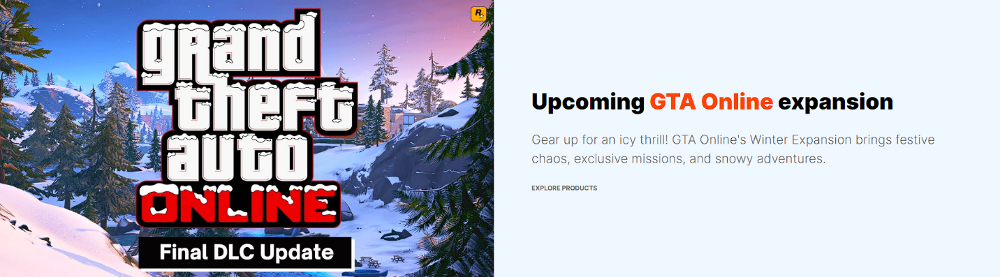 grand
theft
auto
ONLINE
Final DLC Update
R
Upcoming GTA Online expansion
Gear up for an icy thrill! GTA Online's Winter Expansion brings festive
chaos, exclusive missions, and snowy adventures.
EXPLORE PRODUCTS